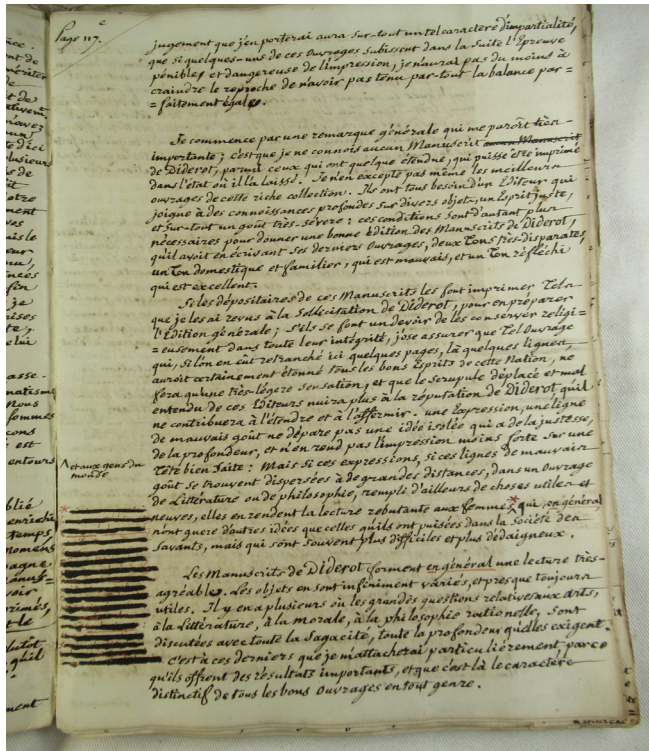 Page 117.e
jugement que j'en porterai aura sur-tout un tel caractère d'impartialité,
que si quelques-uns de ces ouvrages subissent dans la suite l'Epreuve
pénible et dangereuse de l'impression, je n'aurai pas du moins à
craindre le reproche de n'avoir pas tenu par-tout la balance par=
=faitement égale.
Je commence par une remarque générale qui me paroît très-
importante; c'est que je ne connois aucun Manuscrit aucun Manuscrit
de Diderot, parmi ceux qui ont quelque étendue, qui puisse être imprimé
dans l'état où il l'a laissé. Je n'en excepte pas même les meilleurs
ouvrages de cette riche collection. Ils ont tous besoin d'un Editeur qui
joigne à des connoissances profondes sur divers objets, un Esprit juste,
et sur-tout un goût très-sévere: ces conditions sont d'autant plus
nécessaires pour donner une bonne édition des Manuscrits de Diderot,
qu'il avoit en écrivant ses derniers ouvrages, deux Tons très-disparates,
un Ton domestique et familier, qui est mauvais, et un Ton réfléchi
qui est excellent.
Si les dépositaires de ces Manuscrits les font imprimer Tels
que je les ai revus à la Sollicitation de Diderot, pour en préparer
l'Edition générale; s'ils se font un devoir de les conserver religi=
=eusement dans toute leur intégrité, j'ose assurer que Tel ouvrage
qui, si l'on en eût retranché ici quelques pages, là quelques lignes,
auroit certainement étonné tous les bons Esprits de cette Nation, ne
fera qu'une très-légere sensation, et que le scrupule déplacé et mal
entendu de ces Editeurs nuira plus à la réputation de Diderot qu'il
ne contribuera à l'étendre et à l'affermir. une Expression, une ligne
de mauvais goût ne dépare pas une idée isolée qui a de la justesse,
de la profondeur, et n'en rend pas l'impression moins forte sur une
Tête bien faite: Mais si ces expressions, si ces lignes de mauvais
goût se trouvent dispersées à de grandes distances, dans un ouvrage
de Littérature ou de philosophie, rempli d'ailleurs de choses utiles et
neuves, elles en rendent la lecture rebutante aux femmes qui, en général
n'ont guere d'autres idées que celles qu'ils ont puisées dans la Société des
Savants, mais qui sont souvent plus difficiles et plus dédaigneux.
et aux gens du
monde
Les Manuscrits de Diderot forment en général une lecture très-
agréable. Les objets en sont infiniment variés, et presque toujours
utiles. Il y en a plusieurs où les grandes questions relatives aux arts,
à la Littérature, à la morale, à la philosophie rationelle, sont
discutées avec toute la Sagacité, toute la profondeur qu'elles exigent.
C'est à ces derniers que je m'attacherai particulièrement, parce
qu'ils offrent des résultats importants, et que c'est là le caractère
distinctif de tous les bons ouvrages en tout genre.